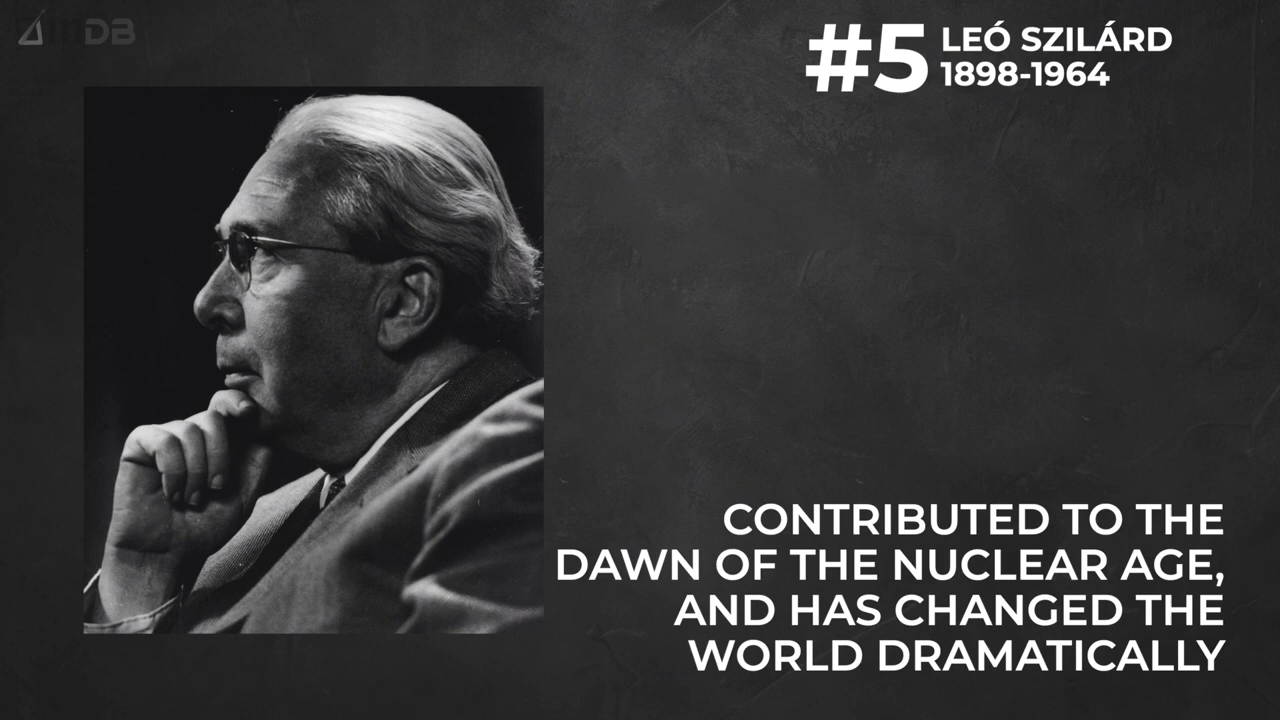 #5
LEÓ SZILÁRD
1898-1964
CONTRIBUTED TO THE
DAWN OF THE NUCLEAR AGE,
AND HAS CHANGED THE
WORLD DRAMATICALLY